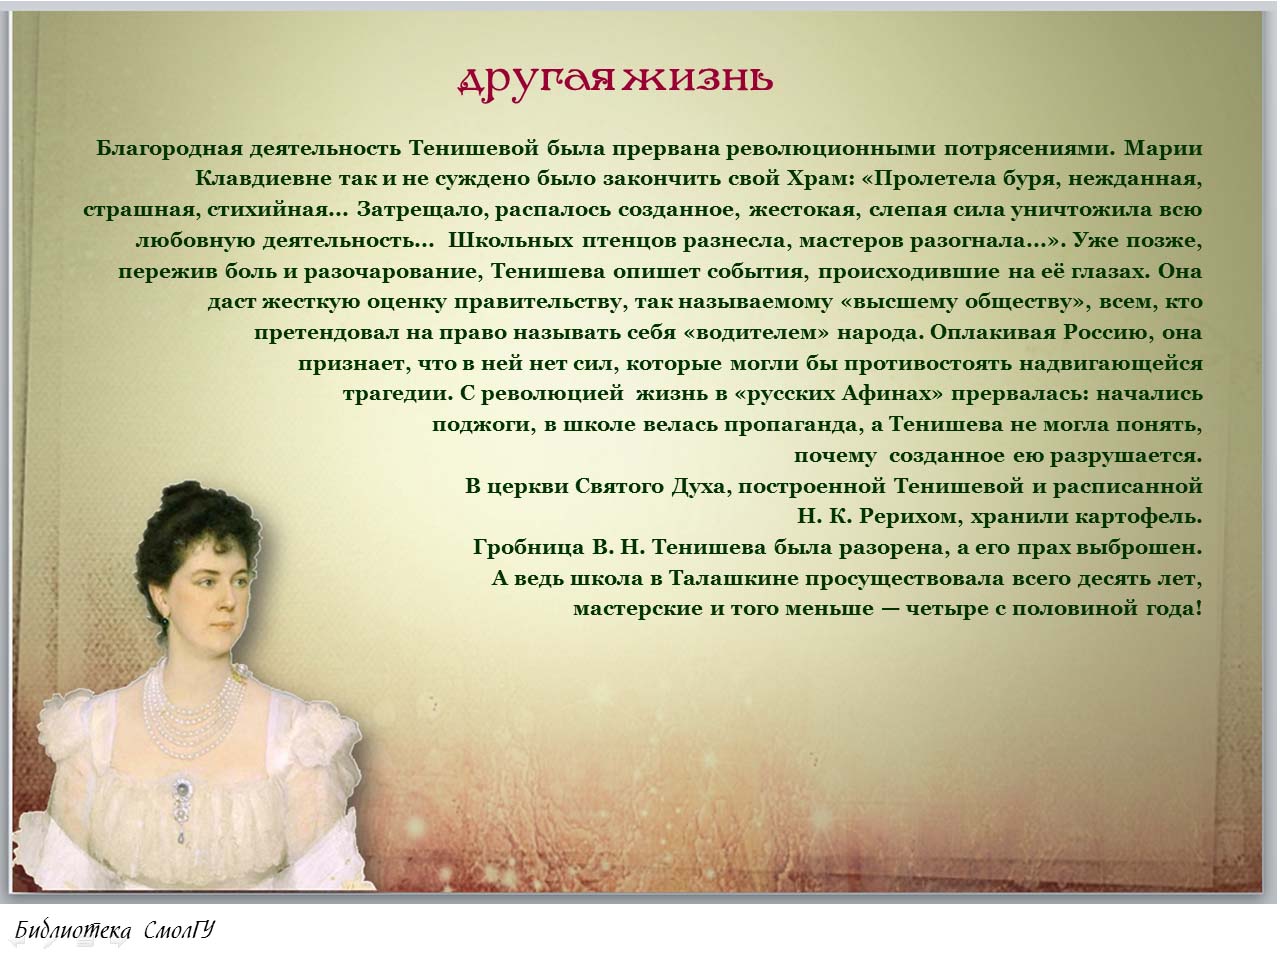 другая жизнь
Благородная деятельность Тенишевой была прервана революционными потрясениями. Марии
Клавдиевне так и не суждено было закончить свой Храм: «Пролетела буря, нежданная,
страшная, стихийная... Затрещало, распалось созданное, жестокая, слепая сила уничтожила всю
любовную деятельность... Школьных птенцов разнесла, мастеров разогнала...». Уже позже,
пережив боль и разочарование, Тенишева опишет события, происходившие на её глазах. Она
даст жесткую оценку правительству, так называемому «высшему обществу», всем, кто
претендовал на право называть себя «водителем» народа. Оплакивая Россию, она
признает, что в ней нет сил, которые могли бы противостоять надвигающейся
трагедии. С революцией жизнь в «русских Афинах» прервалась: начались
поджоги, в школе велась пропаганда, а Тенишева не могла понять,
почему созданное ею разрушается.
В церкви Святого Духа, построенной Тенишевой и расписанной
Н. К. Рерихом, хранили картофель.
Гробница В. Н. Тенишева была разорена, а его прах выброшен.
А ведь школа в Талашкине просуществовала всего десять лет,
мастерские и того меньше — четыре с половиной года!
Библиотека СмолГУ